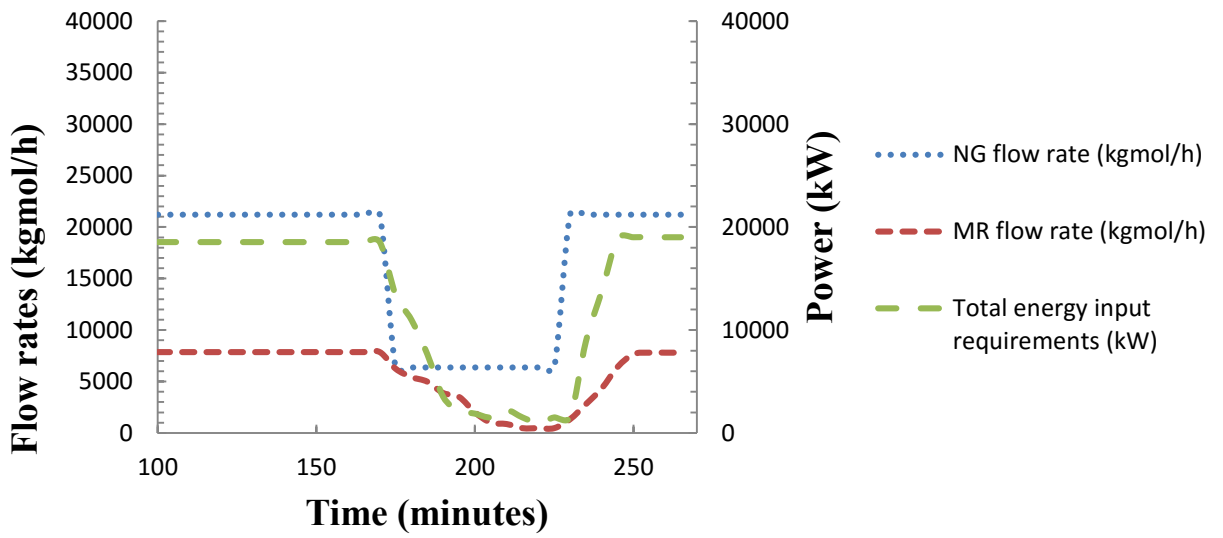 Flow rates (kgmol/h)
40000
35000
30000
25000
20000
15000
10000
5000
0
100
150
200
250
Time (minutes)
40000
30000
20000
10000
0
Power (kW)
NG flow rate (kgmol/h)
MR flow rate (kgmol/h)
Total energy input
requirements (kW)